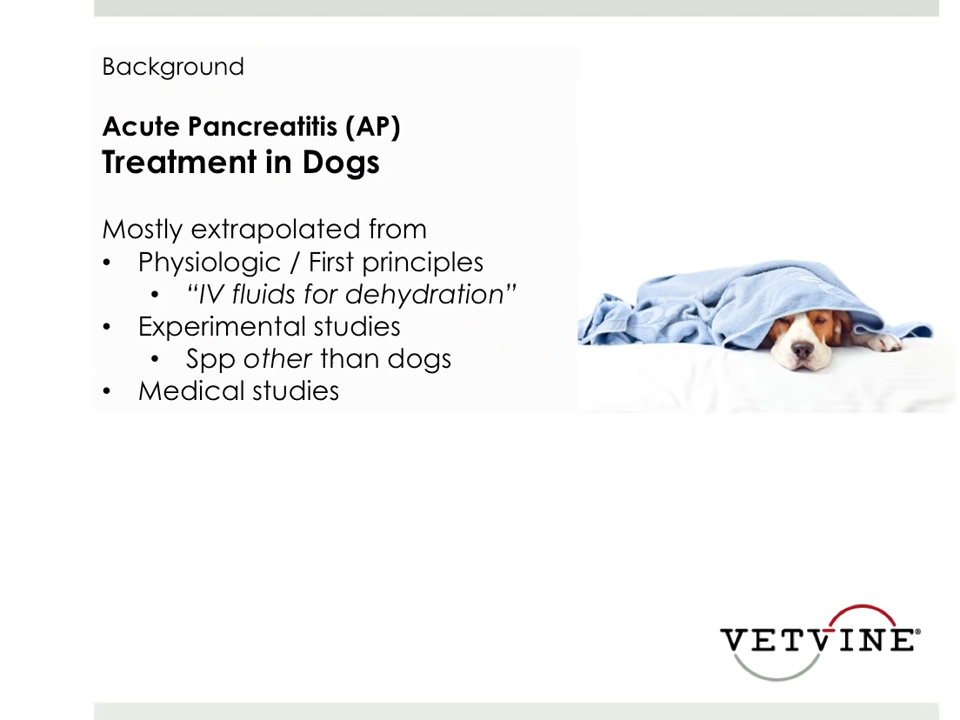 Background
Acute Pancreatitis (AP)
Treatment in Dogs
Mostly extrapolated from
• Physiologic / First principles
• “IV fluids for dehydration”
• Experimental studies
• Spp other than dogs
• Medical studies
VETVINE®